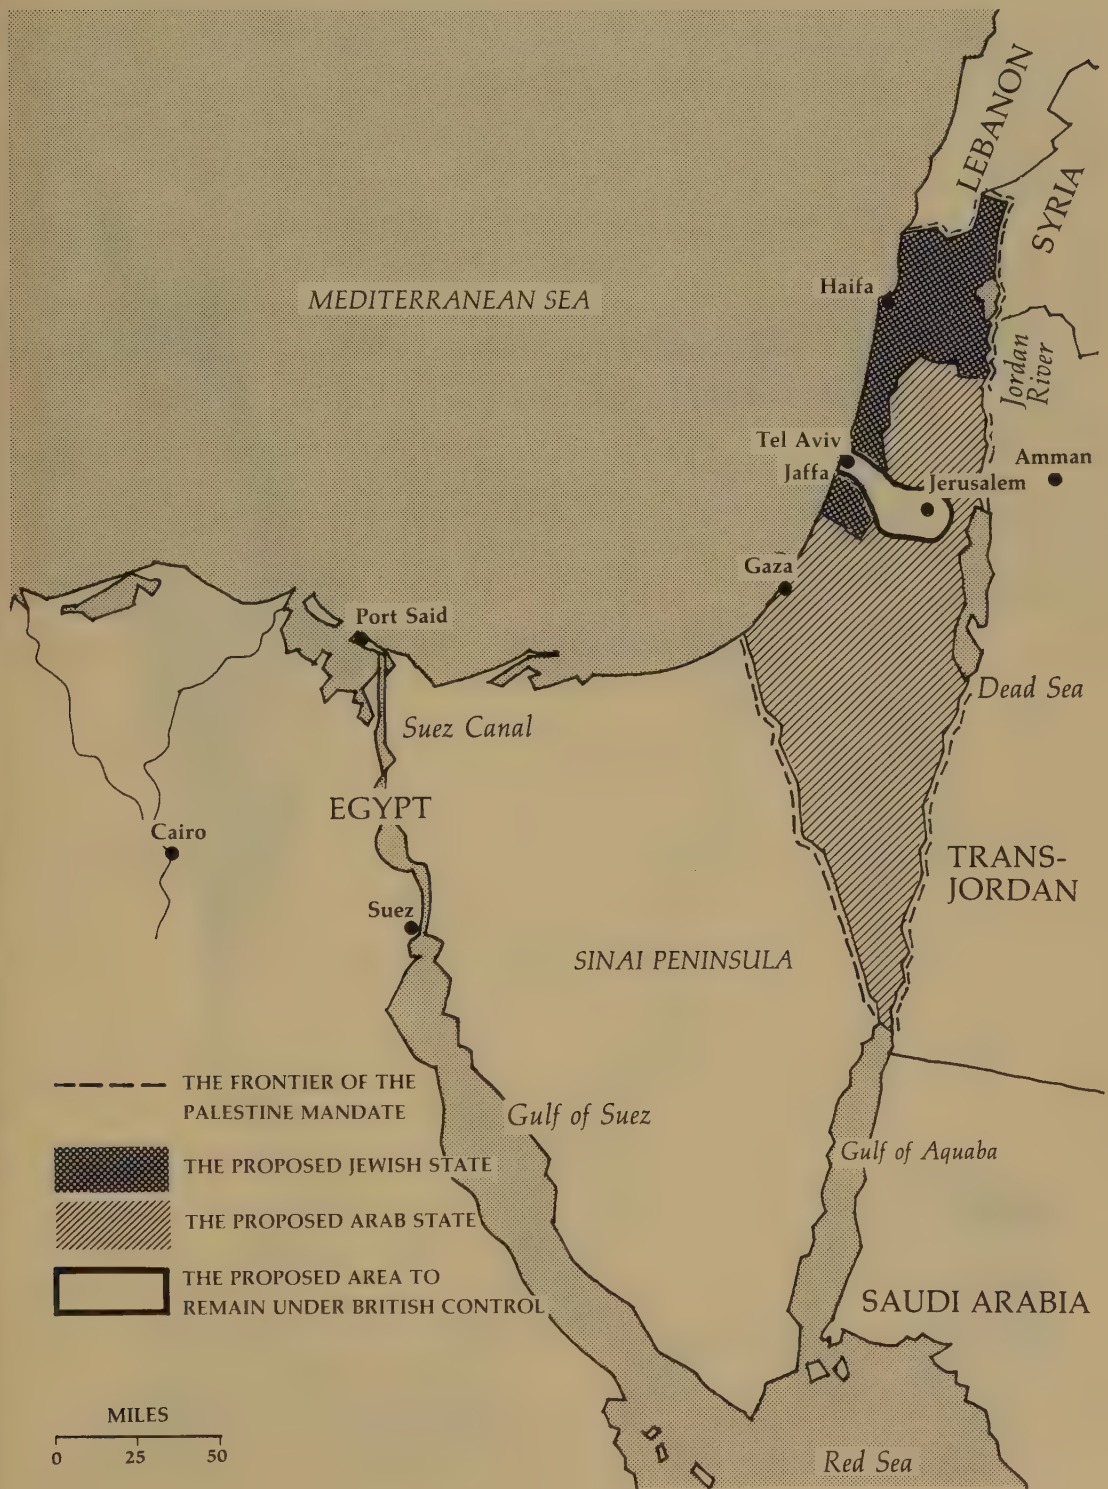 LEBANON
SYRIA
MEDITERRANEAN SEA
Haifa
Jordan
River
Tel Aviv
Jaffa
Amman
Jerusalem
Gaza
Port Said
Dead Sea
Suez Canal
EGYPT
Cairo
TRANS-
JORDAN
Suez
SINAI PENINSULA
THE FRONTIER OF THE
PALESTINE MANDATE
Gulf of Suez
Gulf of Aquaba
THE PROPOSED JEWISH STATE
THE PROPOSED ARAB STATE
THE PROPOSED AREA TO
REMAIN UNDER BRITISH CONTROL
SAUDI ARABIA
MILES
0 25 50
Red Sea